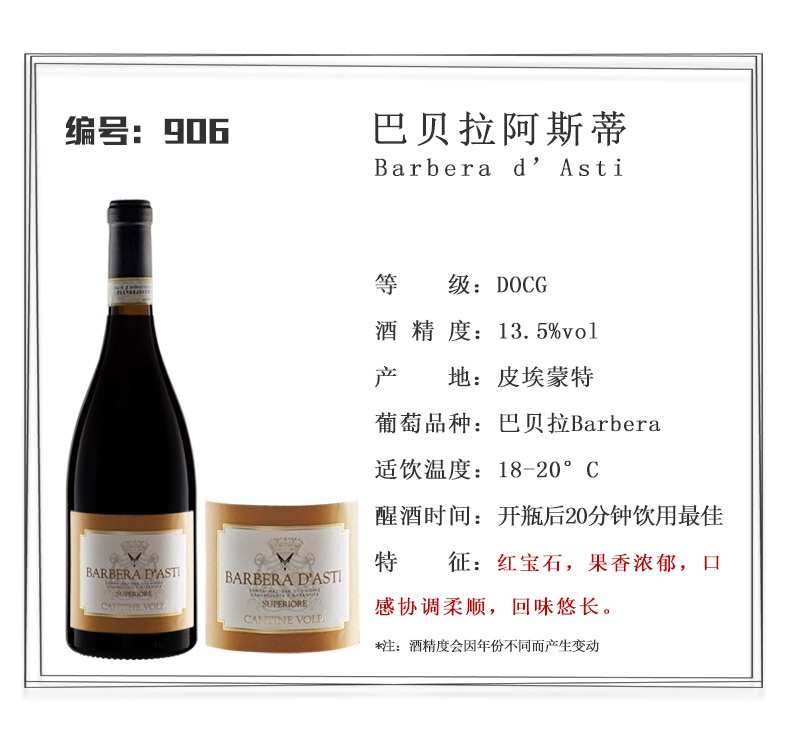 编号：906
巴贝拉阿斯蒂
Barbera d’Asti
等 级：DOCG
酒 精 度：13.5%vol
产 地：皮埃蒙特
葡萄品种：巴贝拉Barbera
适饮温度：18-20°C
醒酒时间：开瓶后20分钟饮用最佳
特 征：红宝石，果香浓郁，口
感协调柔顺，回味悠长。
*注：酒精度会因年份不同而产生变动
BARBERA D'ASTI
SUPERIORE
CANTINE VOLPI
BARBERA D'ASTI
DENOMINAZIONE DI ORIGINE
CONTROLLATA E GARANTITA
SUPERIORE
CANTINE VOLPI